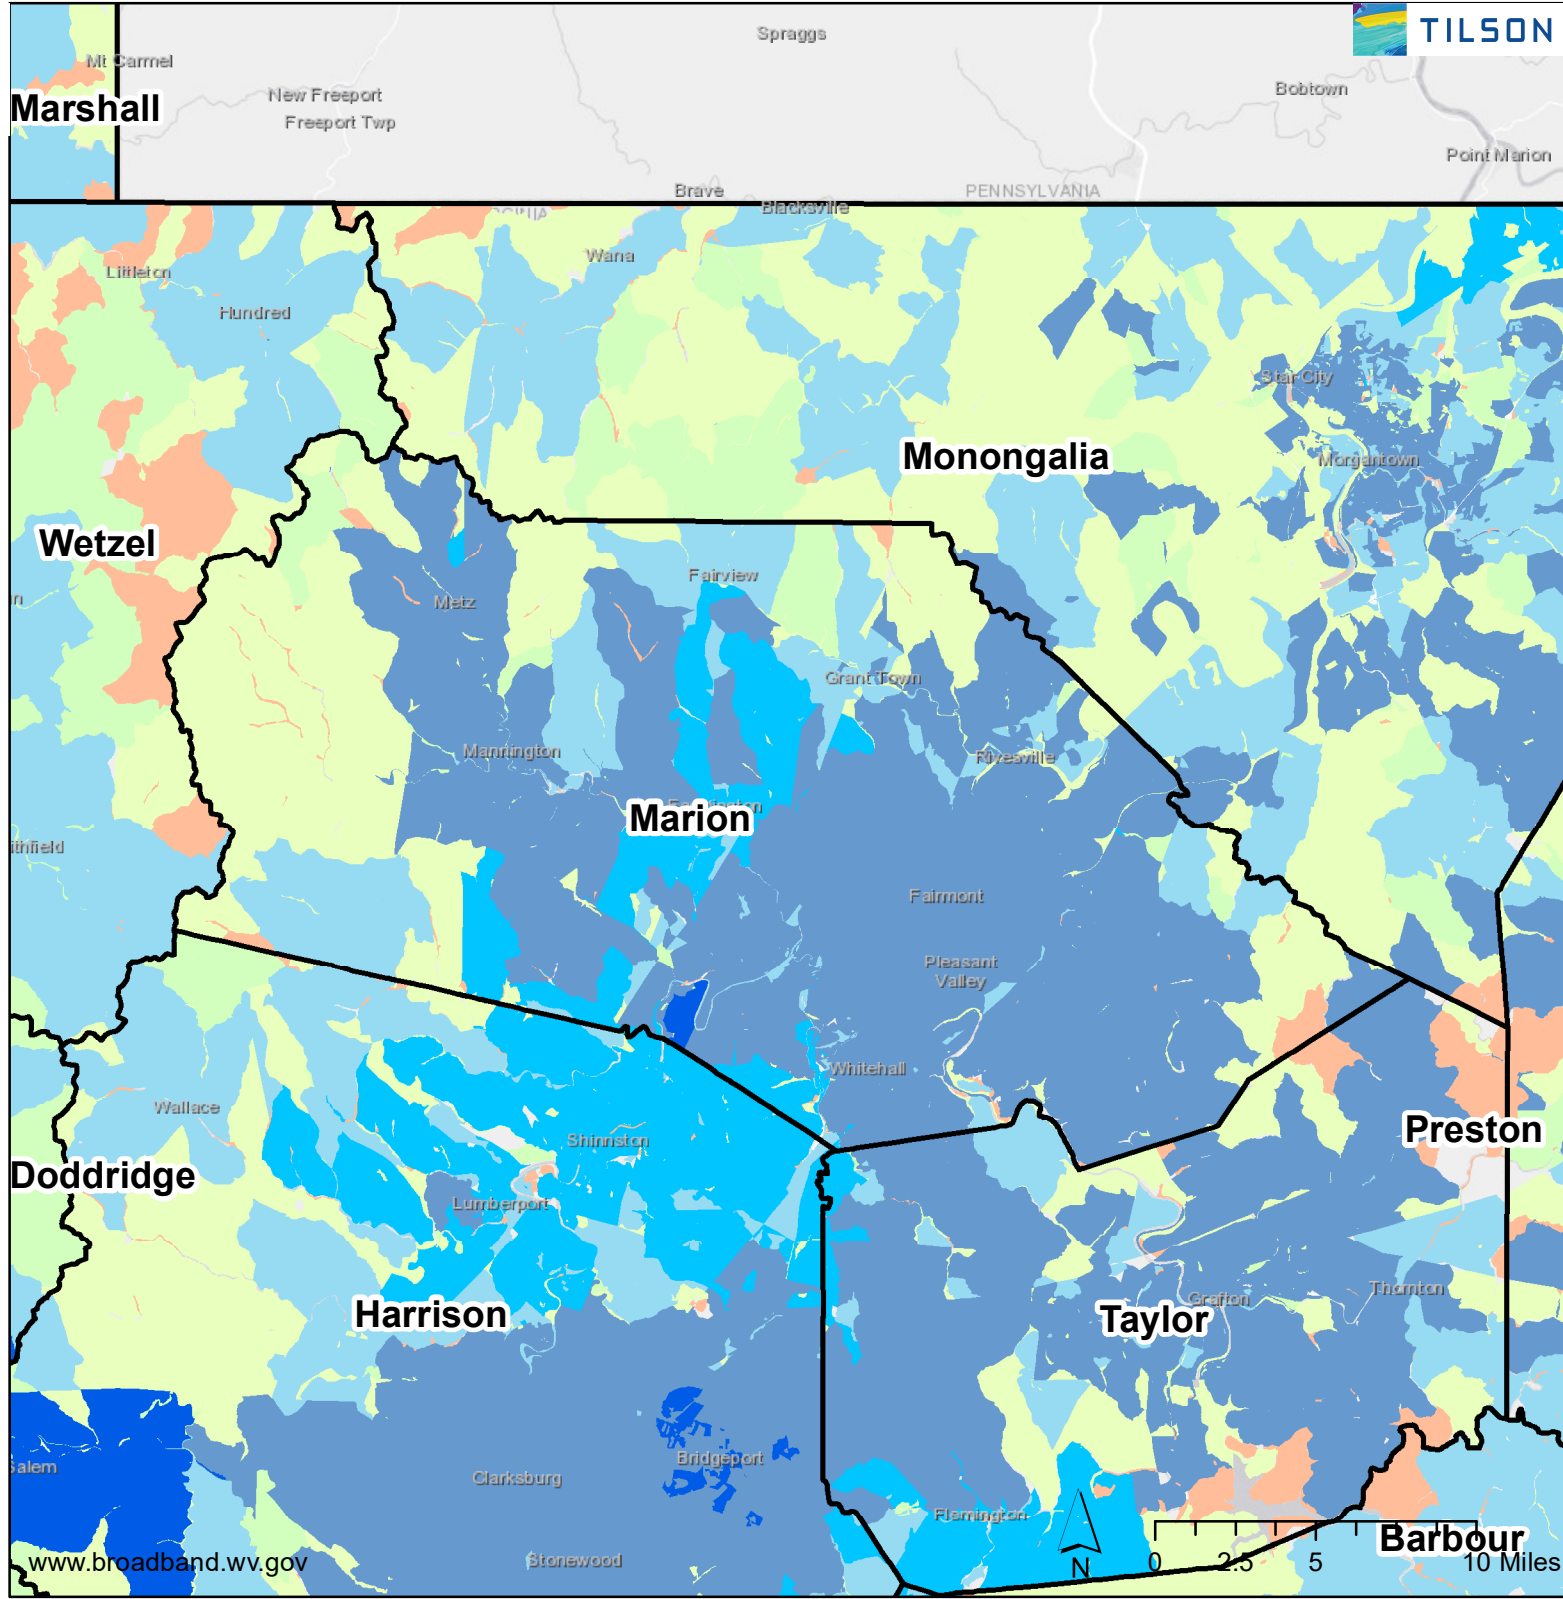 Spraggs
TILSON
Mt Carmel
New Freeport
Bobtown
Marshall
Freeport Twp
Point Marion
Brave
PENNSYLVANIA
Blacksville
Wana
Littleton
Hundred
Star City
Monongalia
Morgantown
Wetzel
Fairview
Metz
Grant Town
Mannington
Rivesville
Marion
ithfield
Fairmont
Pleasant
Valley
Whitehall
Wallace
Preston
Shinnston
Doddridge
Lumberport
Thornton
Grafton
Harrison
Taylor
Bridgeport
Salem
Clarksburg
Flemington
Barbour
www.broadband.wv.gov
Stonewood
N
0 2.5 5 10 Miles